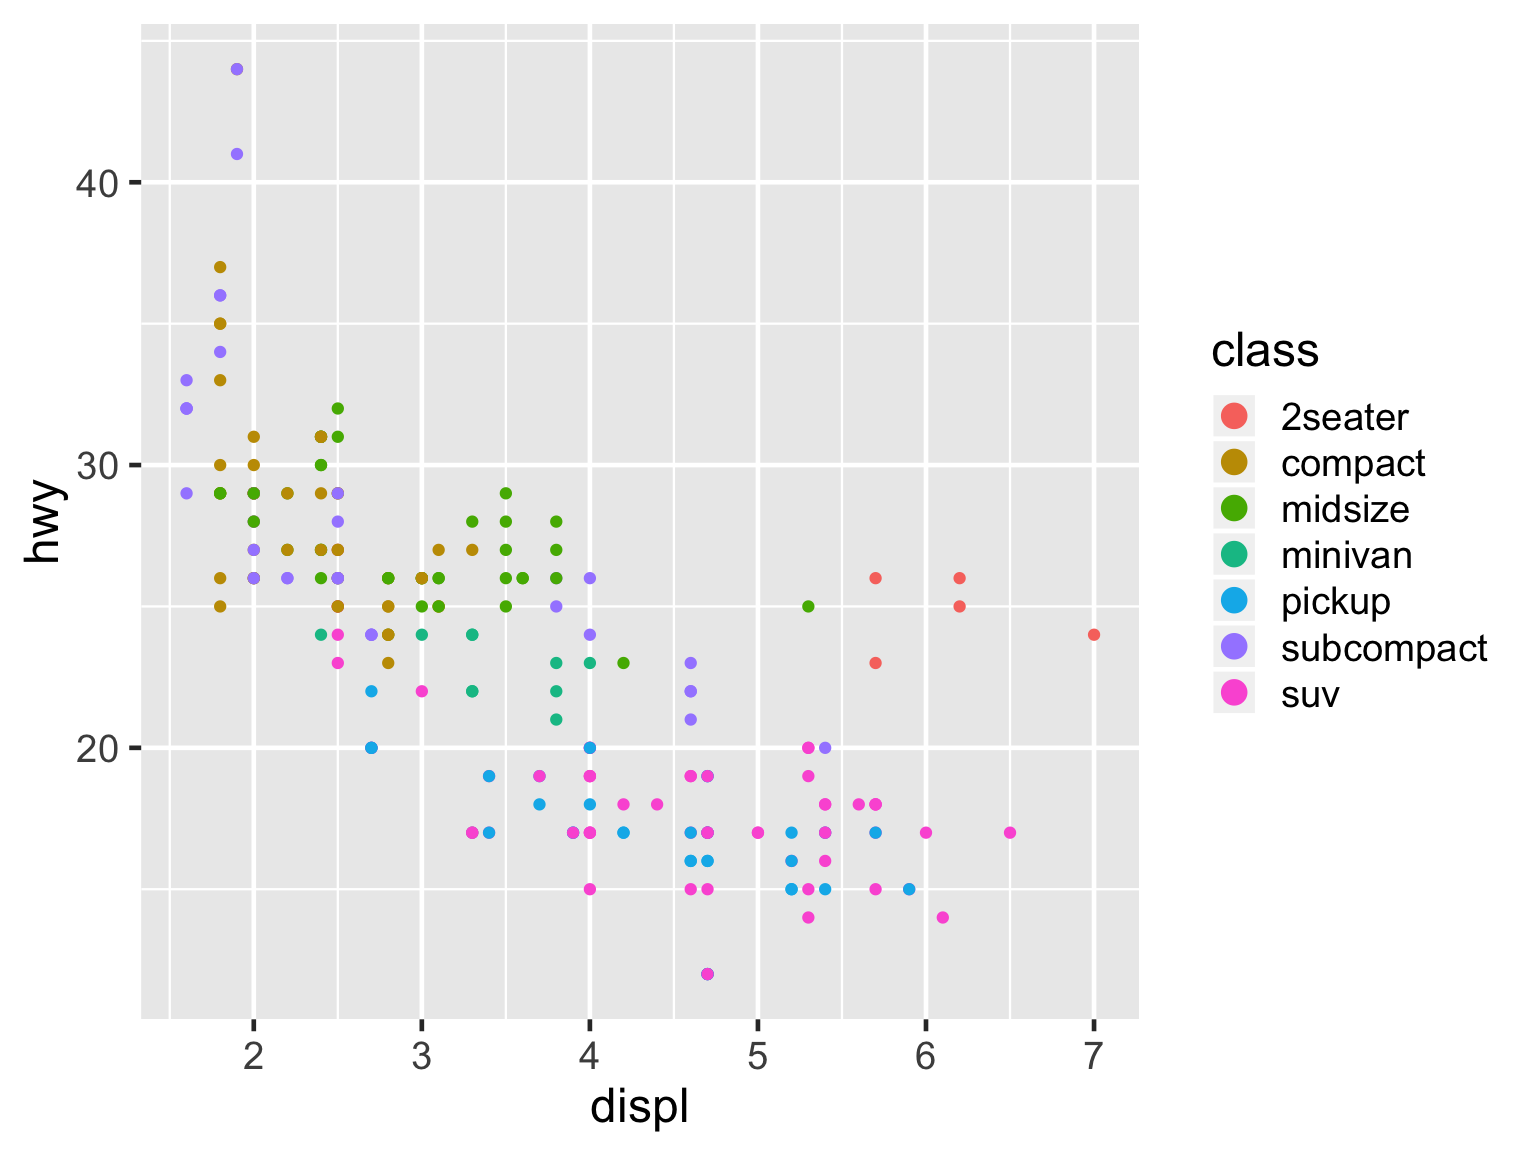 40
30
20
hwy
2
3
4
5
6
7
displ
class
2seater
compact
midsize
minivan
pickup
subcompact
suv